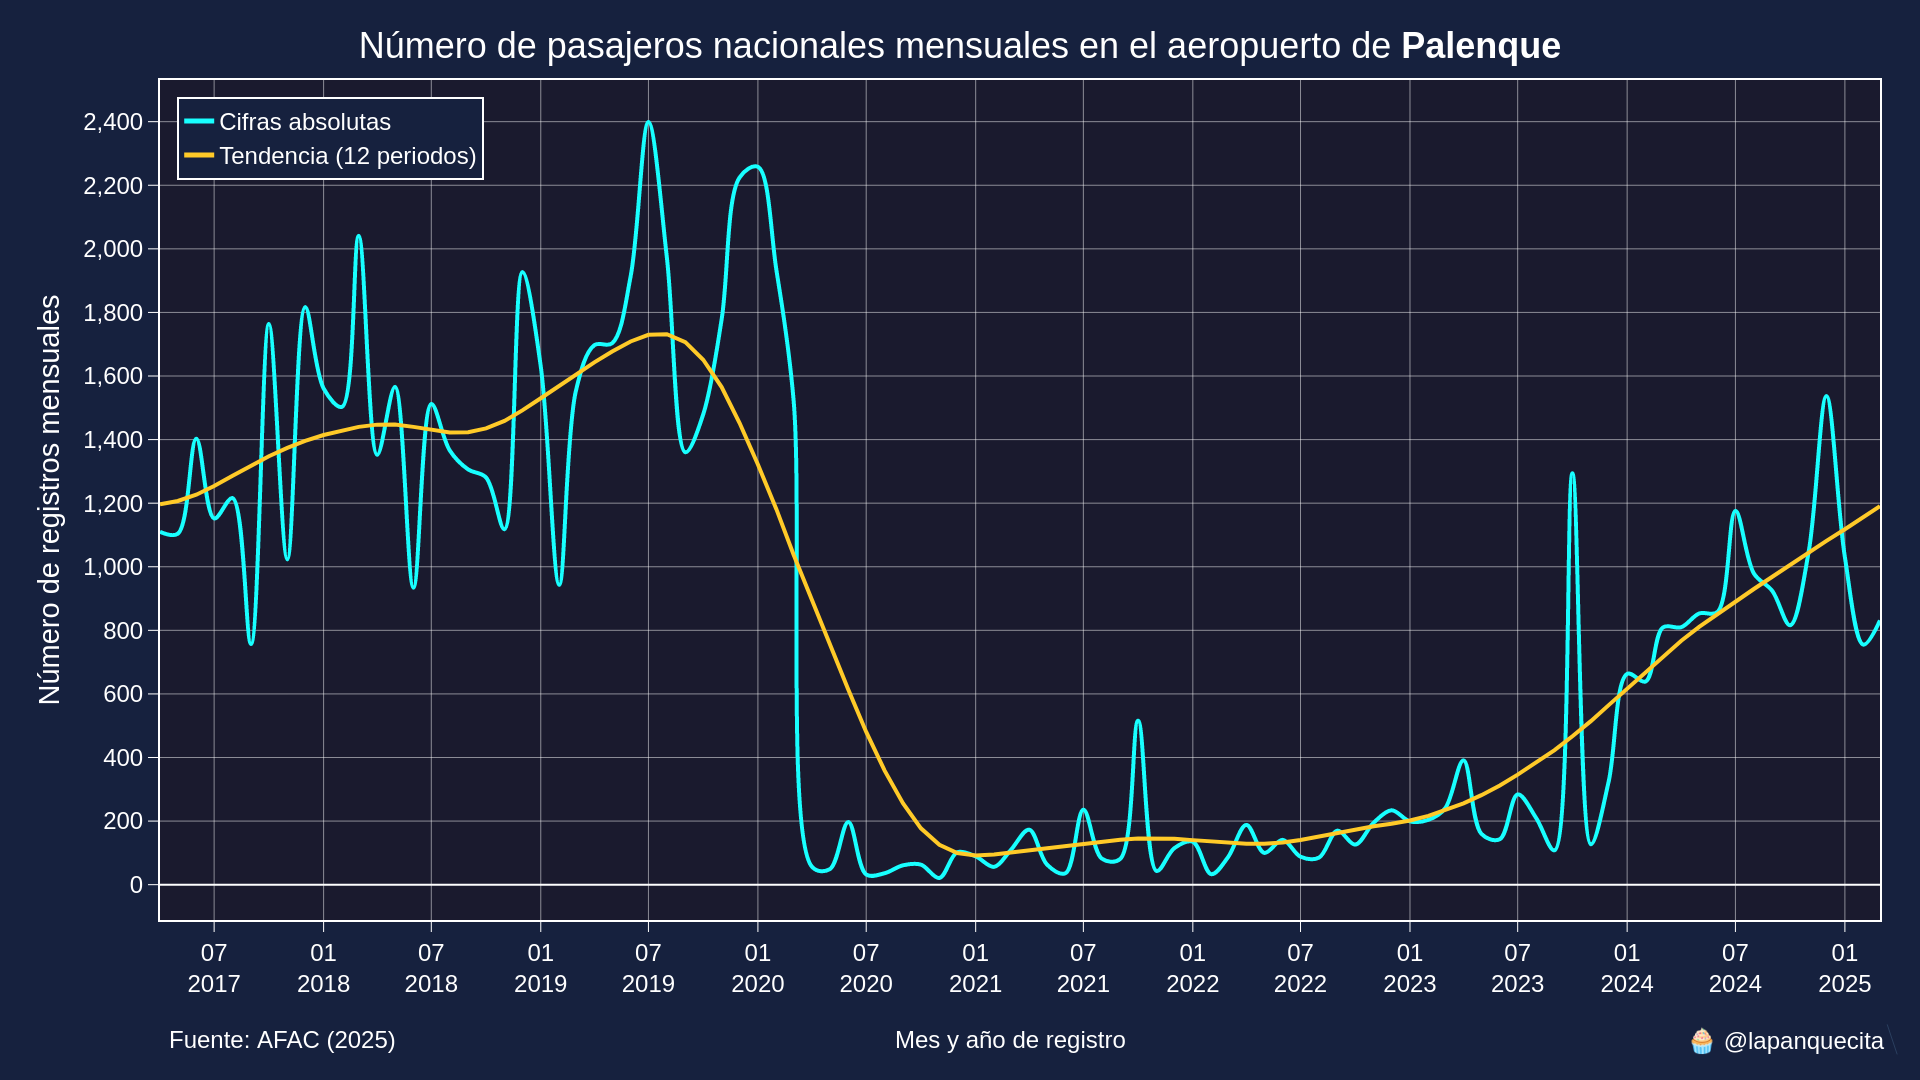 Número de pasajeros nacionales mensuales en el aeropuerto de Palenque
Cifras absolutas
Tendencia (12 periodos)
Número de registros mensuales
2,400
2,200
2,000
1,800
1,600
1,400
1,200
1,000
800
600
400
200
0
07 01 07 01 07 01 07 01 07 01 07 01 07 01 07 01
2017 2018 2018 2019 2019 2020 2020 2021 2021 2022 2022 2023 2023 2024 2024 2025
Fuente: AFAC (2025)
Mes y año de registro
🧁 @lapanquecita